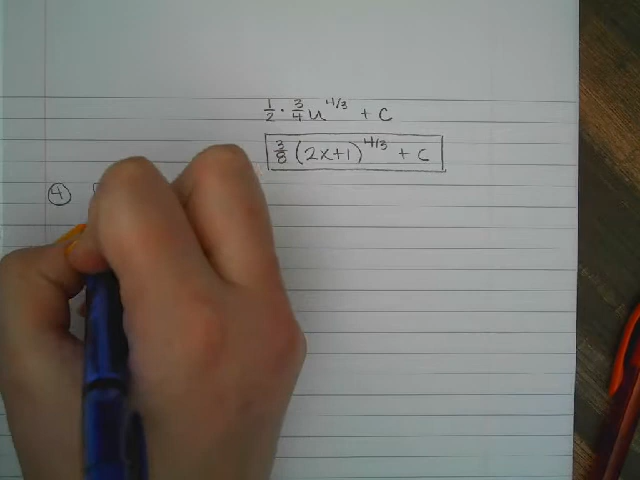 1/2 · 3/4 u^4/3 + C
3/8 (2x+1)^4/3 + C
④